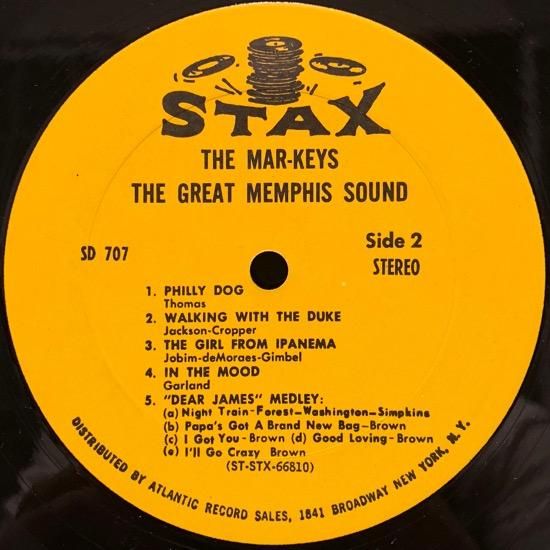 STAX
THE MAR-KEYS
THE GREAT MEMPHIS SOUND
SD 707
Side 2
STEREO
1. PHILLY DOG
Thomas
2. WALKING WITH THE DUKE
Jackson-Cropper
3. THE GIRL FROM IPANEMA
Jobim-deMoraes-Gimbel
4. IN THE MOOD
Garland
5. "DEAR JAMES" MEDLEY:
(a) Night Train-Forest-Washington-Simpkins
(b) Papa's Got A Brand New Bag-Brown
(c) I Got You-Brown (d) Good Loving-Brown
(e) I'll Go Crazy Brown
(ST-STX-66810)
DISTRIBUTED BY ATLANTIC RECORD SALES, 1841 BROADWAY NEW YORK, N. Y.